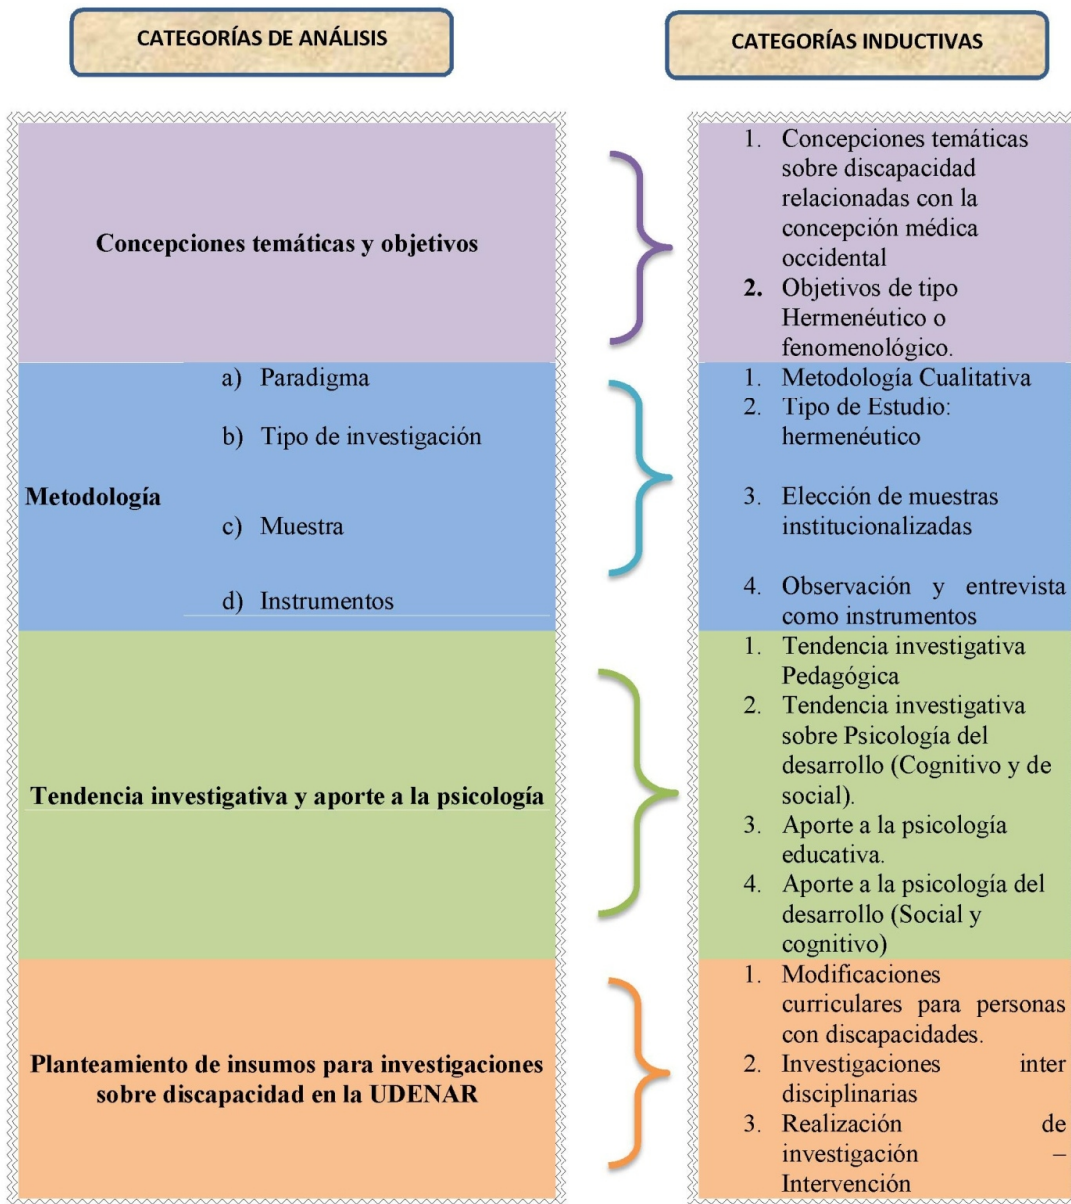 CATEGORÍAS DE ANÁLISIS
CATEGORÍAS INDUCTIVAS
Concepciones temáticas y objetivos
1. Concepciones temáticas
sobre discapacidad
relacionadas con la
concepción médica
occidental
2. Objetivos de tipo
Hermenéutico o
fenomenológico.
Metodología
a) Paradigma
b) Tipo de investigación
c) Muestra
d) Instrumentos
1. Metodología Cualitativa
2. Tipo de Estudio:
hermenéutico
3. Elección de muestras
institucionalizadas
4. Observación y entrevista
como instrumentos
Tendencia investigativa y aporte a la psicología
1. Tendencia investigativa
Pedagógica
2. Tendencia investigativa
sobre Psicología del
desarrollo (Cognitivo y de
social).
3. Aporte a la psicología
educativa.
4. Aporte a la psicología del
desarrollo (Social y
cognitivo)
Planteamiento de insumos para investigaciones
sobre discapacidad en la UDENAR
1. Modificaciones
curriculares para personas
con discapacidades.
2. Investigaciones inter
disciplinarias
3. Realización de
investigación –
Intervención